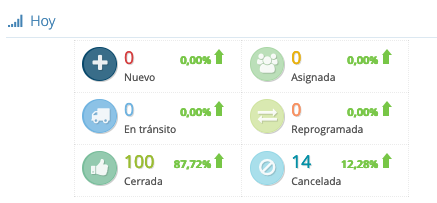 Hoy
0 0,00%
Nuevo
0 0,00%
Asignada
0 0,00%
En tránsito
0 0,00%
Reprogramada
100 87,72%
Cerrada
14 12,28%
Cancelada